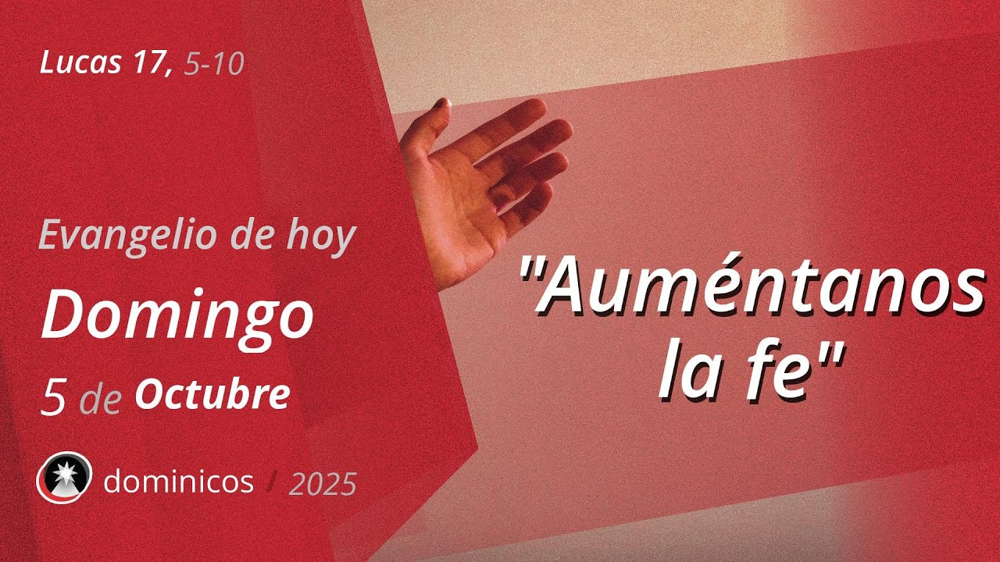 Lucas 17, 5-10
Evangelio de hoy
Domingo
5 de Octubre
dominicos / 2025
"Auméntanos
la fe"